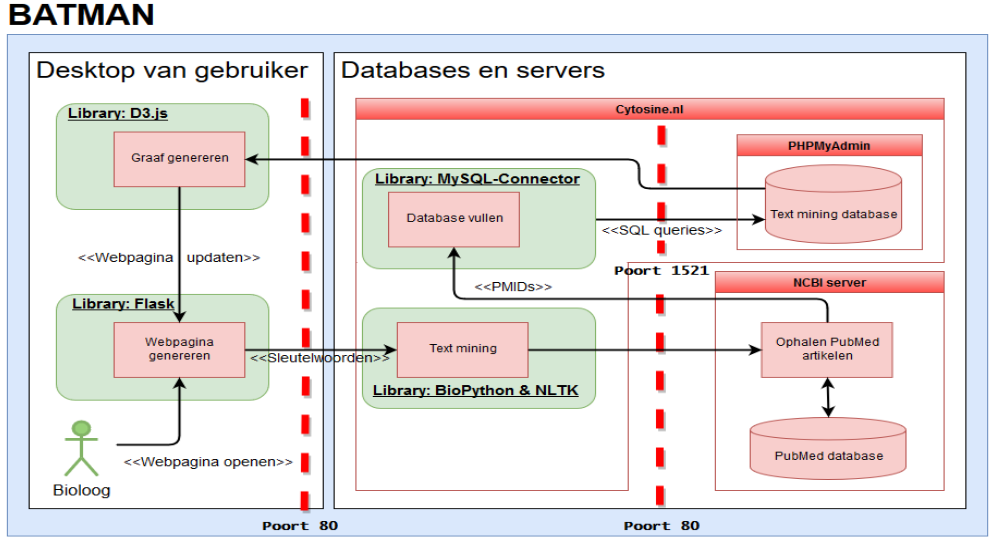 BATMAN
Desktop van gebruiker
Library: D3.js
Graaf genereren
<<Webpagina updaten>>
Library: Flask
Webpagina
genereren
<<Sleutelwoorden>>
<<Webpagina openen>>
Bioloog
Poort 80
Databases en servers
Cytosine.nl
PHPMyAdmin
Text mining database
Library: MySQL-Connector
Database vullen
<<SQL queries>>
Poort 1521
<<PMIDs>>
NCBI server
Text mining
Library: BioPython & NLTK
Ophalen PubMed
artikelen
PubMed database
Poort 80